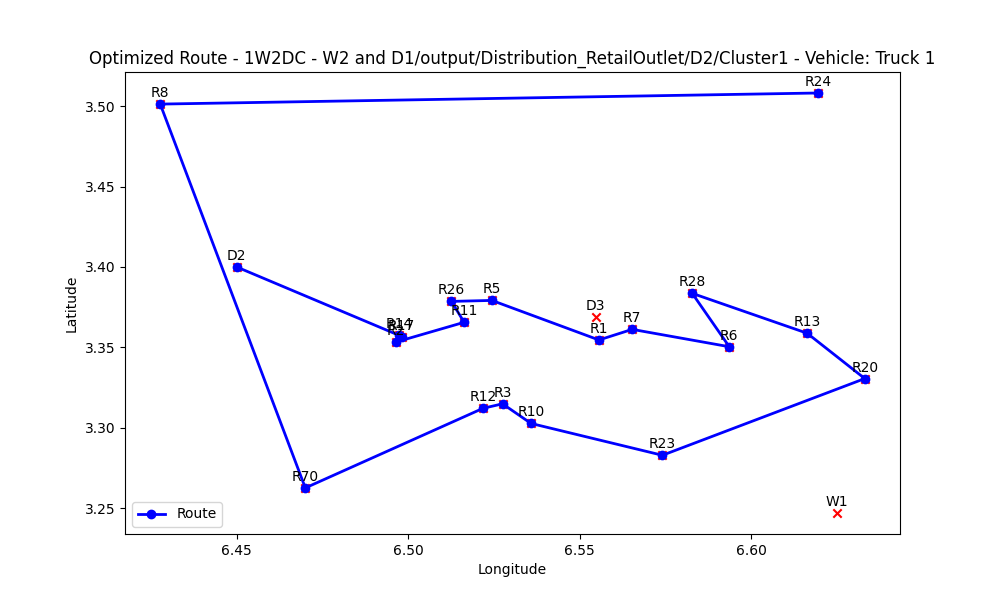 Optimized Route - 1W2DC - W2 and D1/output/Distribution_RetailOutlet/D2/Cluster1 - Vehicle: Truck 1
R24
R8
3.50
3.45
D2
3.40
R28
R26
R5
D3
R11
R14
R17
R1
R7
R13
R6
3.35
R20
Latitude
R12
R3
R10
3.30
R23
R70
3.25
W1
Route
6.45
6.50
6.55
6.60
Longitude